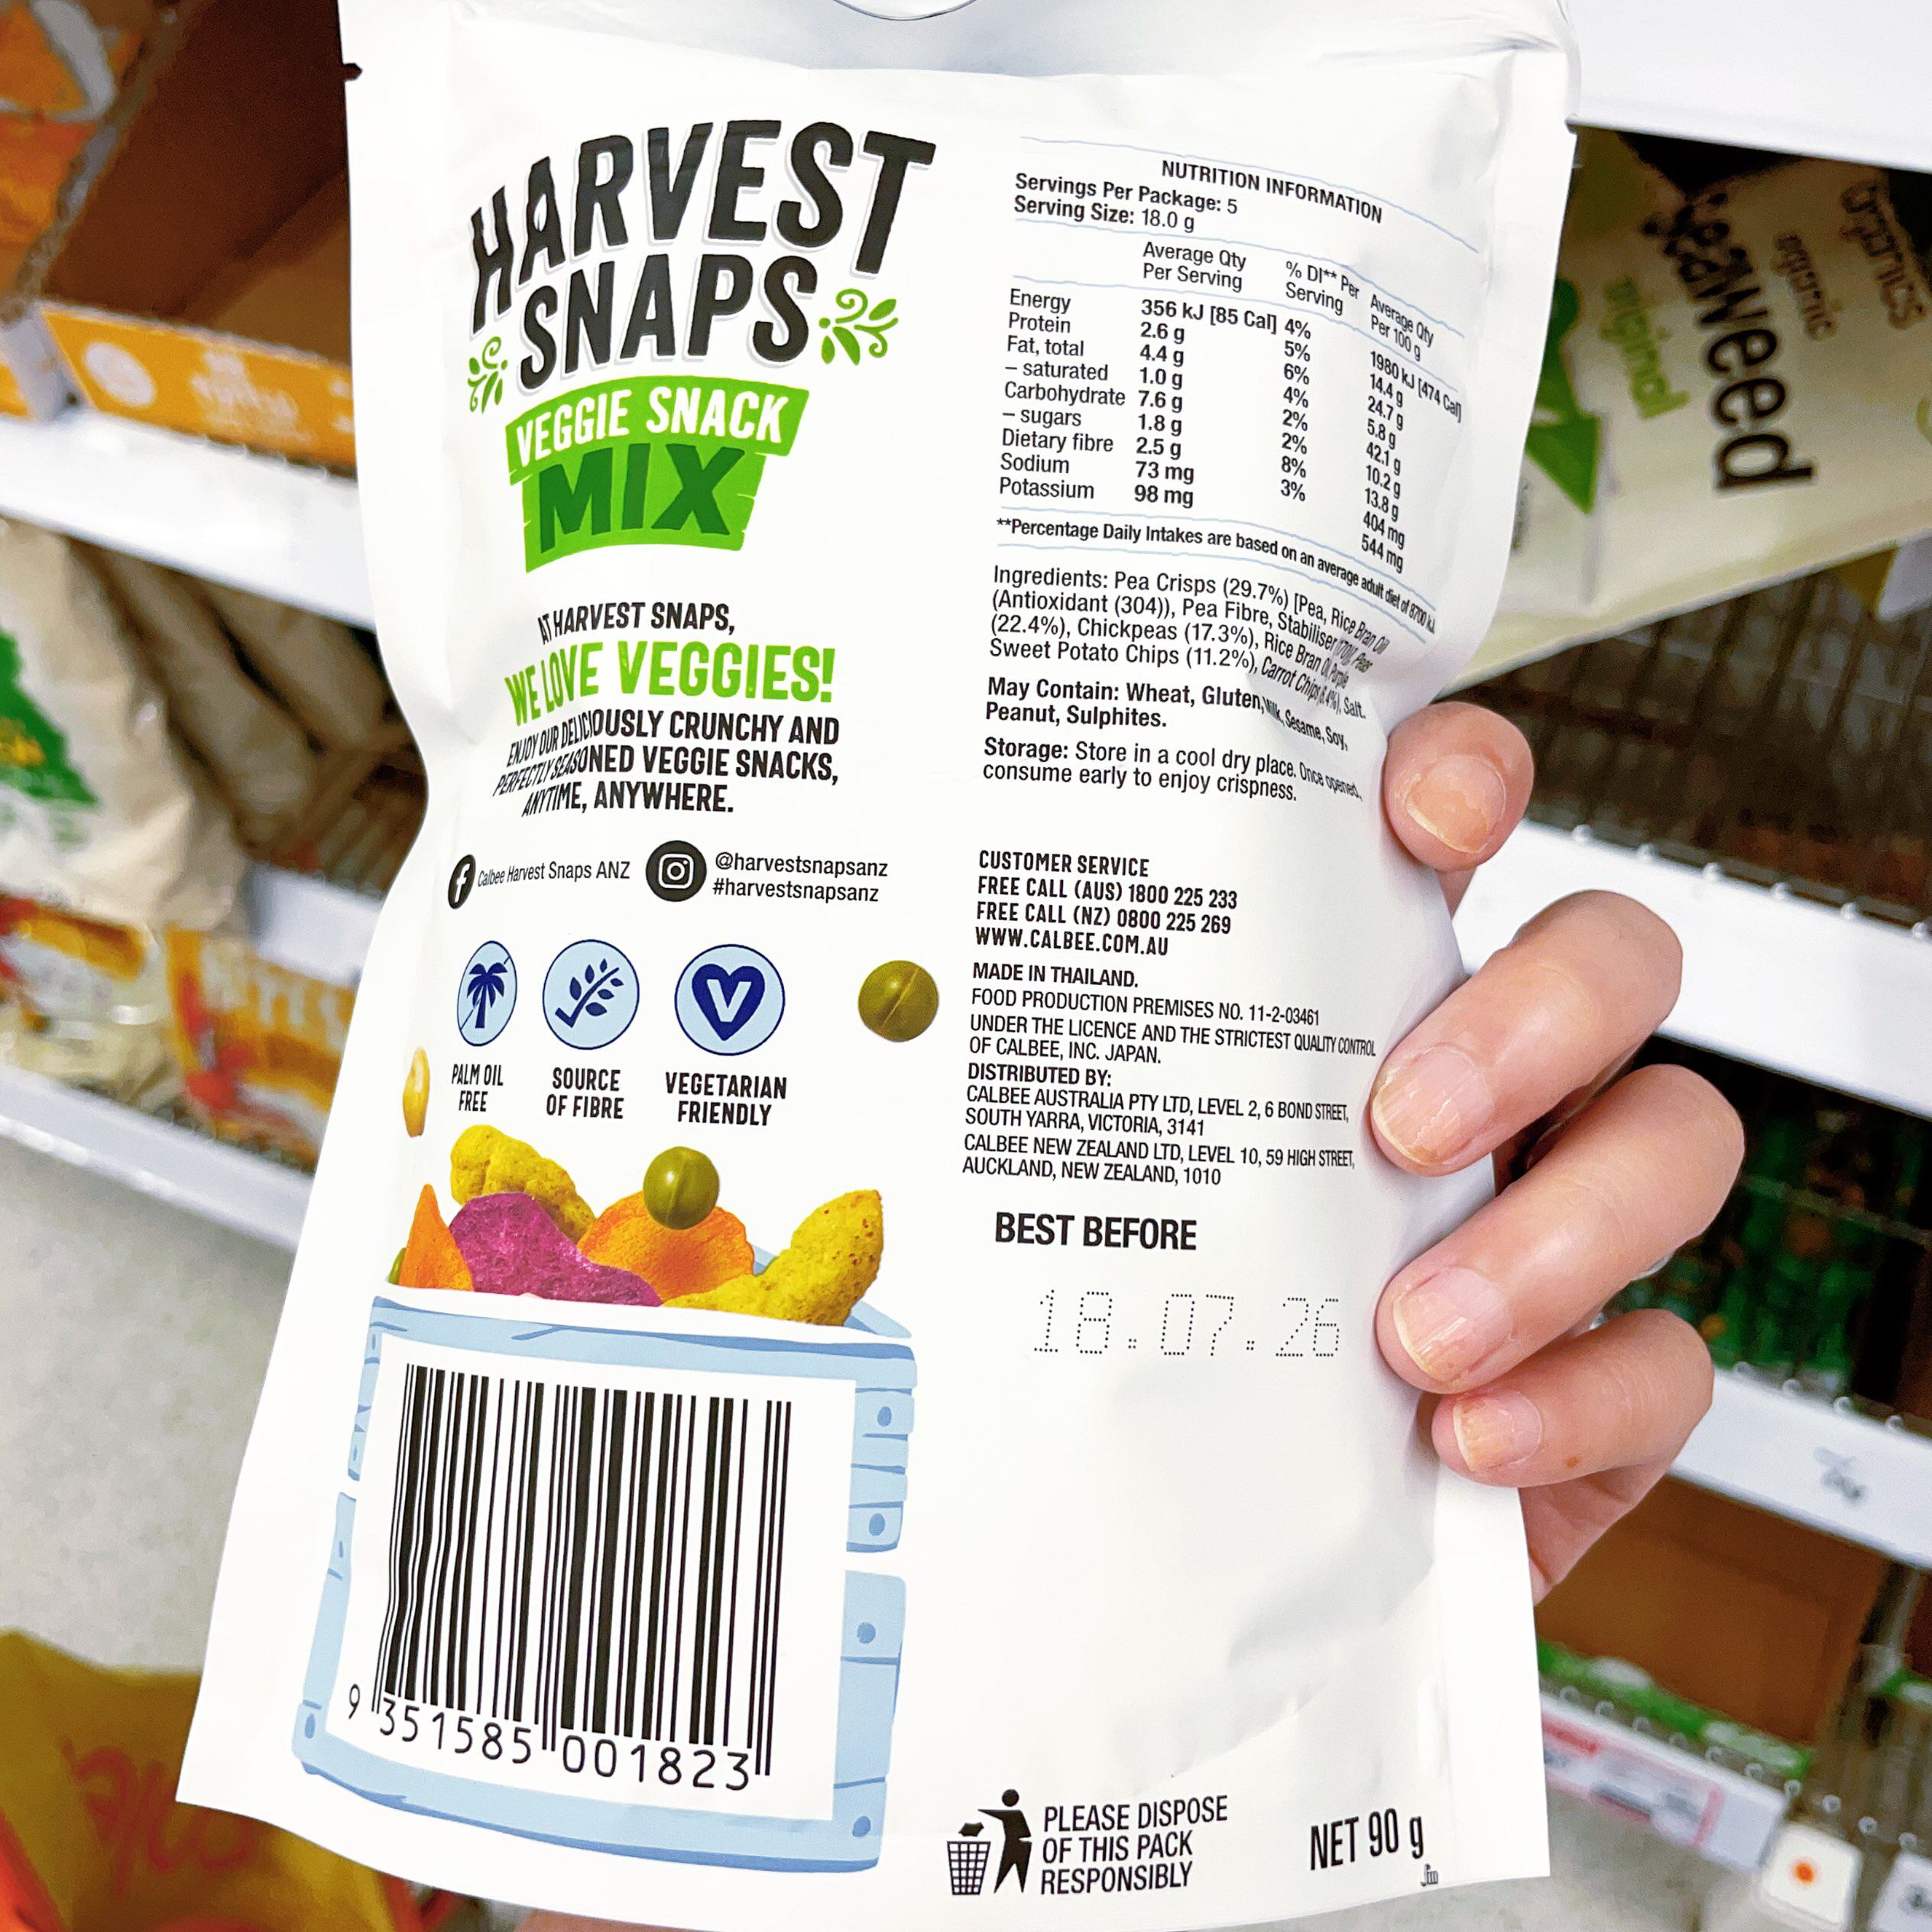 HARVEST
SNAPS
VEGGIE SNACK
MIX
AT HARVEST SNAPS,
WE LOVE VEGGIES!
ENJOY OUR DELICIOUSLY CRUNCHY AND
PERFECTLY SEASONED VEGGIE SNACKS,
ANYTIME, ANYWHERE.
Calbee Harvest Snaps ANZ
@harvestsnapsanz
#harvestsnapsanz
PALM OIL
FREE
SOURCE
OF FIBRE
V
VEGETARIAN
FRIENDLY
9 351585 001823
NUTRITION INFORMATION
Servings Per Package: 5
Serving Size: 18.0 g
Average Qty Per Serving % DI** Per Serving Average Qty Per 100 g
Energy 356 kJ [85 Cal] 4% 1980 kJ [474 Cal]
Protein 2.6 g 5% 14.4 g
Fat, total 4.4 g 6% 24.7 g
– saturated 1.0 g 4% 5.8 g
Carbohydrate 7.6 g 2% 42.1 g
– sugars 1.8 g 2% 10.2 g
Dietary fibre 2.5 g 8% 13.8 g
Sodium 73 mg 3% 404 mg
Potassium 98 mg 544 mg
**Percentage Daily Intakes are based on an average adult diet of 8700 kJ.
Ingredients: Pea Crisps (29.7%) [Pea, Rice Bran Oil
(Antioxidant (304)), Pea Fibre, Stabiliser (170)], Peas
(22.4%), Chickpeas (17.3%), Rice Bran Oil, Purple
Sweet Potato Chips (11.2%), Carrot Chips (8.4%), Salt.
May Contain: Wheat, Gluten, Milk, Sesame, Soy,
Peanut, Sulphites.
Storage: Store in a cool dry place. Once opened,
consume early to enjoy crispness.
CUSTOMER SERVICE
FREE CALL (AUS) 1800 225 233
FREE CALL (NZ) 0800 225 269
WWW.CALBEE.COM.AU
MADE IN THAILAND.
FOOD PRODUCTION PREMISES NO. 11-2-03461
UNDER THE LICENCE AND THE STRICTEST QUALITY CONTROL
OF CALBEE, INC. JAPAN.
DISTRIBUTED BY:
CALBEE AUSTRALIA PTY LTD, LEVEL 2, 6 BOND STREET,
SOUTH YARRA, VICTORIA, 3141
CALBEE NEW ZEALAND LTD, LEVEL 10, 59 HIGH STREET,
AUCKLAND, NEW ZEALAND, 1010
BEST BEFORE
18.07.26
PLEASE DISPOSE
OF THIS PACK
RESPONSIBLY
NET 90 g
organics
organic
seaweed
original